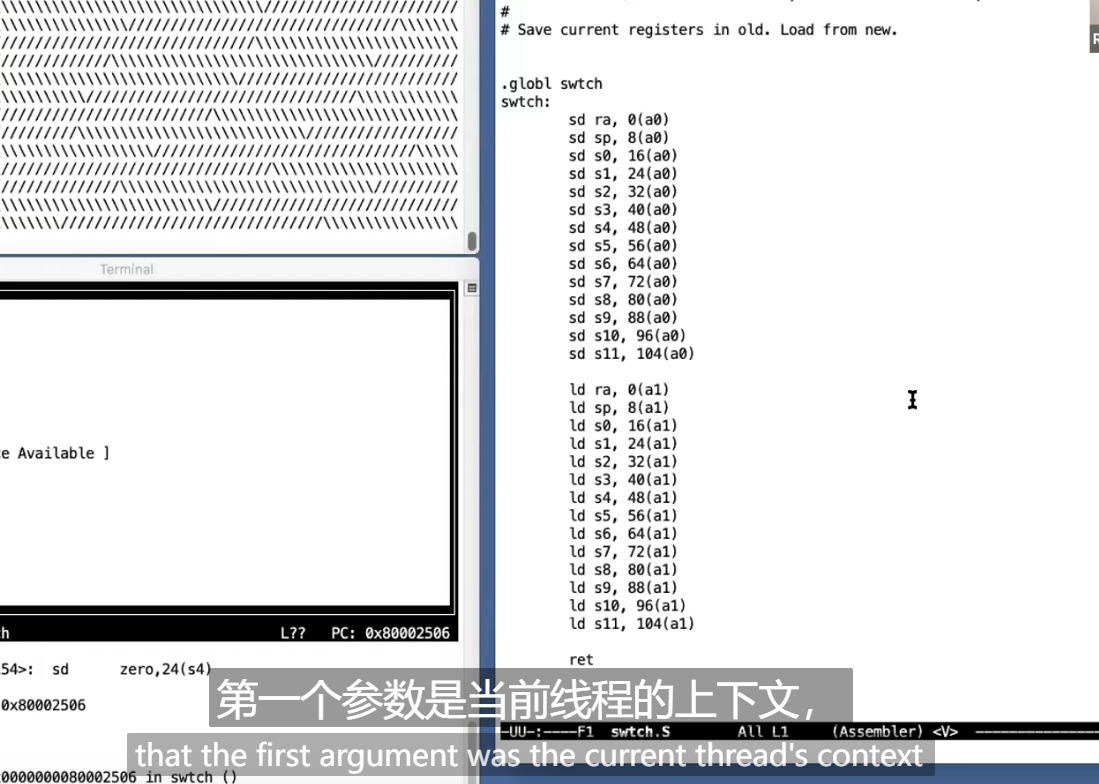 #
# Save current registers in old. Load from new.
.globl swtch
swtch:
sd ra, 0(a0)
sd sp, 8(a0)
sd s0, 16(a0)
sd s1, 24(a0)
sd s2, 32(a0)
sd s3, 40(a0)
sd s4, 48(a0)
sd s5, 56(a0)
sd s6, 64(a0)
sd s7, 72(a0)
sd s8, 80(a0)
sd s9, 88(a0)
sd s10, 96(a0)
sd s11, 104(a0)
ld ra, 0(a1)
ld sp, 8(a1)
ld s0, 16(a1)
ld s1, 24(a1)
ld s2, 32(a1)
ld s3, 40(a1)
ld s4, 48(a1)
ld s5, 56(a1)
ld s6, 64(a1)
ld s7, 72(a1)
ld s8, 80(a1)
ld s9, 88(a1)
ld s10, 96(a1)
ld s11, 104(a1)
ret
-UU-:----F1 swtch.S All L1 (Assembler) <V>
Terminal
e Available ]
h L?? PC: 0x80002506
54>: sd zero,24(s4)
0x80002506
0000000080002506 in swtch ()
第一个参数是当前线程的上下文，
that the first argument was the current thread's context